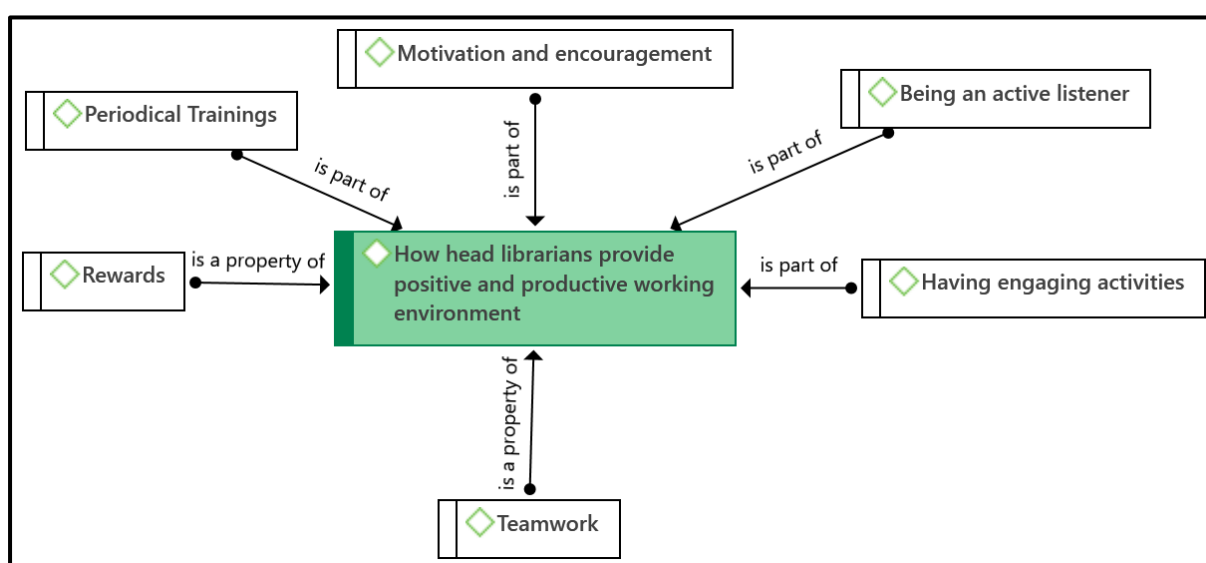 Motivation and encouragement
Being an active listener
Periodical Trainings
is part of
is part of
is part of
How head librarians provide
positive and productive working
environment
Rewards
is a property of
is part of
Having engaging activities
is a property of
Teamwork